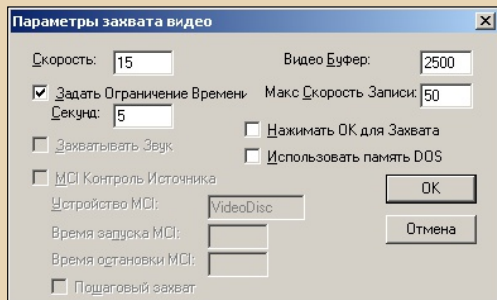 Параметры захвата видео
Скорость: 15
Видео Буфер: 2500
Задать Ограничение Времени
Макс Скорость Записи: 50
Секунд: 5
Нажимать ОК для Захвата
Захватывать Звук
Использовать память DOS
MCI Контроль Источника
OK
Устройство MCI: VideoDisc
Время запуска MCI:
Отмена
Время остановки MCI:
Пошаговый захват